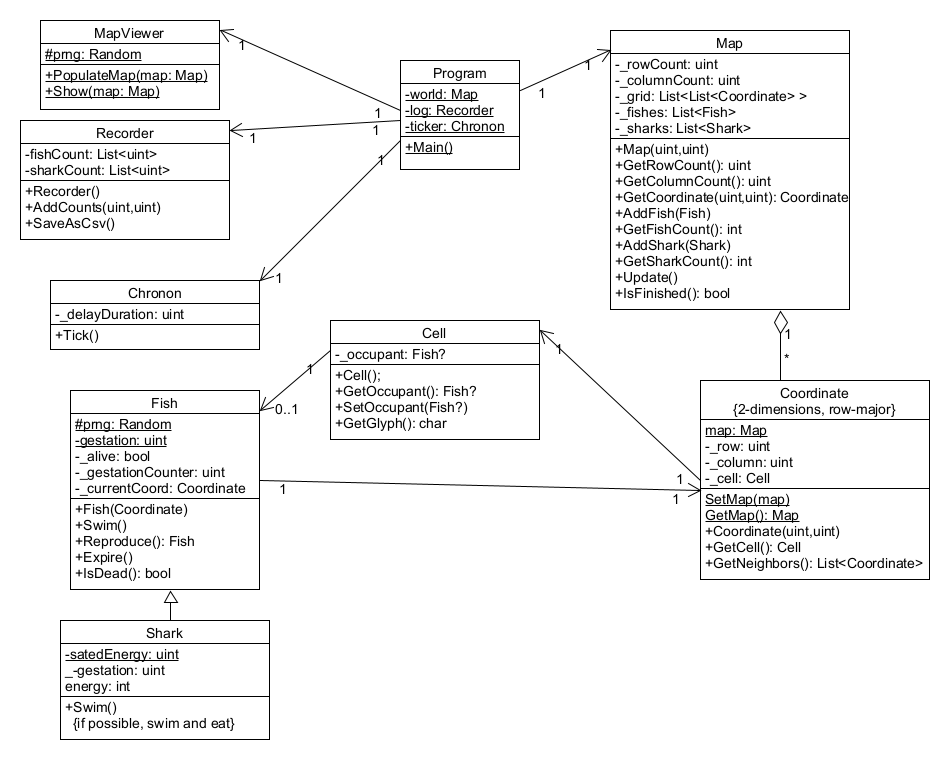 MapViewer
#prng: Random
+PopulateMap(map: Map)
+Show(map: Map)
1
1
Recorder
-fishCount: List<uint>
-sharkCount: List<uint>
+Recorder()
+AddCounts(uint,uint)
+SaveAsCsv()
1
1
Program
-world: Map
-log: Recorder
-ticker: Chronon
+Main()
1
1
1
1
Map
-_rowCount: uint
-_columnCount: uint
-_grid: List<List<Coordinate> >
-_fishes: List<Fish>
-_sharks: List<Shark>
+Map(uint,uint)
+GetRowCount(): uint
+GetColumnCount(): uint
+GetCoordinate(uint,uint): Coordinate
+AddFish(Fish)
+GetFishCount(): int
+AddShark(Shark)
+GetSharkCount(): int
+Update()
+IsFinished(): bool
1
*
Chronon
-_delayDuration: uint
+Tick()
Cell
-_occupant: Fish?
+Cell();
+GetOccupant(): Fish?
+SetOccupant(Fish?)
+GetGlyph(): char
1
0..1
1
1
Fish
#prng: Random
-gestation: uint
-_alive: bool
-_gestationCounter: uint
-_currentCoord: Coordinate
+Fish(Coordinate)
+Swim()
+Reproduce(): Fish
+Expire()
+IsDead(): bool
1
1
Coordinate
{2-dimensions, row-major}
map: Map
-_row: uint
-_column: uint
-_cell: Cell
SetMap(map)
GetMap(): Map
+Coordinate(uint,uint)
+GetCell(): Cell
+GetNeighbors(): List<Coordinate>
Shark
-satedEnergy: uint
_-gestation: uint
energy: int
+Swim()
{if possible, swim and eat}